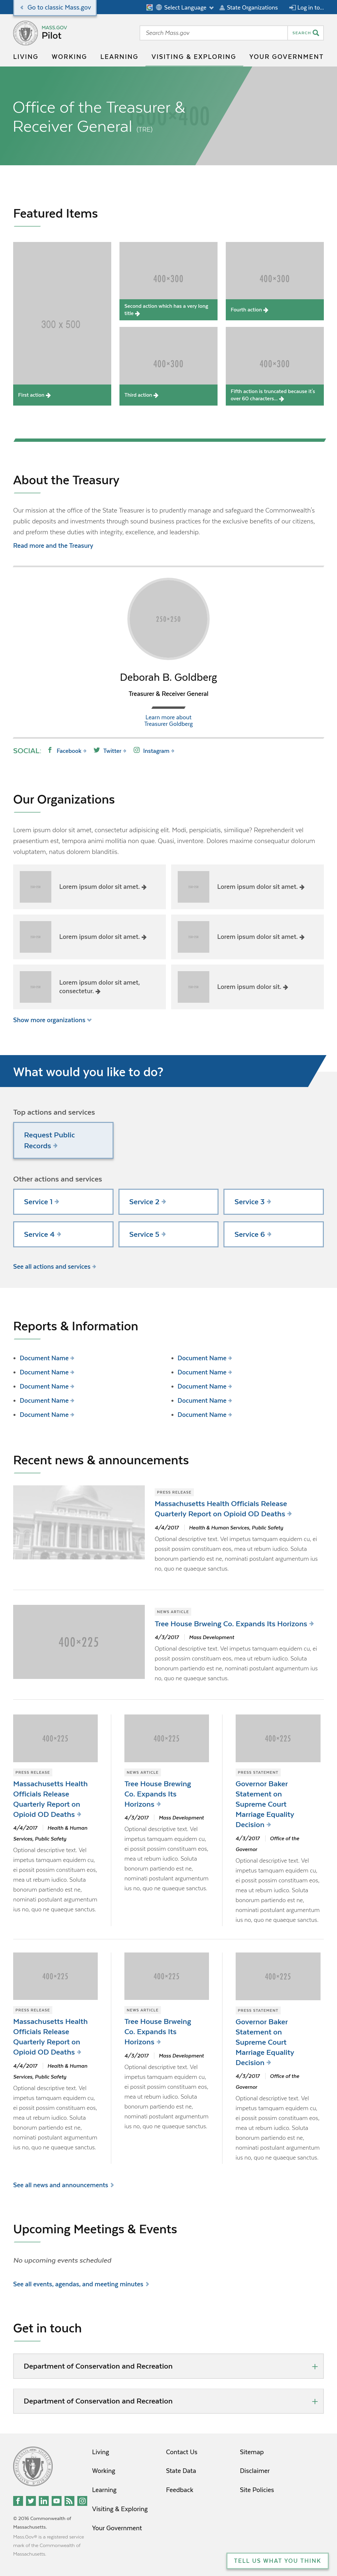 Go to classic Mass.gov
Select Language
State Organizations
Log in to...
MASS.GOV
Pilot
Search Mass.gov
SEARCH
LIVING
WORKING
LEARNING
VISITING & EXPLORING
YOUR GOVERNMENT
Office of the Treasurer &
Receiver General (TRE)
Featured Items
300 x 500
First action
400×300
Second action which has a very long
title
400×300
Third action
400×300
Fourth action
400×300
Fifth action is truncated because it's
over 60 characters...
About the Treasury
Our mission at the office of the State Treasurer is to prudently manage and safeguard the Commonwealth's
public deposits and investments through sound business practices for the exclusive benefits of our citizens,
and preform these duties with integrity, excellence, and leadership.
Read more and the Treasury
250×250
Deborah B. Goldberg
Treasurer & Receiver General
Learn more about
Treasurer Goldberg
SOCIAL:
Facebook
Twitter
Instagram
Our Organizations
Lorem ipsum dolor sit amet, consectetur adipisicing elit. Modi, perspiciatis, similique? Reprehenderit vel
praesentium est, tempora animi mollitia non quae. Quasi, inventore. Dolores maxime consequatur dolorum
voluptatem, natus dolorem blanditiis.
Lorem ipsum dolor sit amet.
Lorem ipsum dolor sit amet.
Lorem ipsum dolor sit amet.
Lorem ipsum dolor sit amet.
Lorem ipsum dolor sit amet,
consectetur.
Lorem ipsum dolor sit.
Show more organizations
What would you like to do?
Top actions and services
Request Public
Records
Other actions and services
Service 1
Service 2
Service 3
Service 4
Service 5
Service 6
See all actions and services
Reports & Information
• Document Name
• Document Name
• Document Name
• Document Name
• Document Name
• Document Name
• Document Name
• Document Name
• Document Name
• Document Name
Recent news & announcements
PRESS RELEASE
Massachusetts Health Officials Release
Quarterly Report on Opioid OD Deaths
4/4/2017 Health & Human Services, Public Safety
Optional descriptive text. Vel impetus tamquam equidem cu, ei
possit possim constituam eos, mea ut rebum iudico. Soluta
bonorum partiendo est ne, nominati postulant argumentum ius
no, quo ne quaeque sanctus.
400×225
NEWS ARTICLE
Tree House Brweing Co. Expands Its Horizons
4/3/2017 Mass Development
Optional descriptive text. Vel impetus tamquam equidem cu, ei
possit possim constituam eos, mea ut rebum iudico. Soluta
bonorum partiendo est ne, nominati postulant argumentum ius
no, quo ne quaeque sanctus.
400×225
PRESS RELEASE
Massachusetts Health
Officials Release
Quarterly Report on
Opioid OD Deaths
4/4/2017 Health & Human
Services, Public Safety
Optional descriptive text. Vel
impetus tamquam equidem cu,
ei possit possim constituam eos,
mea ut rebum iudico. Soluta
bonorum partiendo est ne,
nominati postulant argumentum
ius no, quo ne quaeque sanctus.
400×225
NEWS ARTICLE
Tree House Brweing
Co. Expands Its
Horizons
4/3/2017 Mass Development
Optional descriptive text. Vel
impetus tamquam equidem cu,
ei possit possim constituam eos,
mea ut rebum iudico. Soluta
bonorum partiendo est ne,
nominati postulant argumentum
ius no, quo ne quaeque sanctus.
400×225
PRESS STATEMENT
Governor Baker
Statement on
Supreme Court
Marriage Equality
Decision
4/3/2017 Office of the
Governor
Optional descriptive text. Vel
impetus tamquam equidem cu,
ei possit possim constituam eos,
mea ut rebum iudico. Soluta
bonorum partiendo est ne,
nominati postulant argumentum
ius no, quo ne quaeque sanctus.
400×225
PRESS RELEASE
Massachusetts Health
Officials Release
Quarterly Report on
Opioid OD Deaths
4/4/2017 Health & Human
Services, Public Safety
Optional descriptive text. Vel
impetus tamquam equidem cu,
ei possit possim constituam eos,
mea ut rebum iudico. Soluta
bonorum partiendo est ne,
nominati postulant argumentum
ius no, quo ne quaeque sanctus.
400×225
NEWS ARTICLE
Tree House Brweing
Co. Expands Its
Horizons
4/3/2017 Mass Development
Optional descriptive text. Vel
impetus tamquam equidem cu,
ei possit possim constituam eos,
mea ut rebum iudico. Soluta
bonorum partiendo est ne,
nominati postulant argumentum
ius no, quo ne quaeque sanctus.
400×225
PRESS STATEMENT
Governor Baker
Statement on
Supreme Court
Marriage Equality
Decision
4/3/2017 Office of the
Governor
Optional descriptive text. Vel
impetus tamquam equidem cu,
ei possit possim constituam eos,
mea ut rebum iudico. Soluta
bonorum partiendo est ne,
nominati postulant argumentum
ius no, quo ne quaeque sanctus.
See all news and announcements
Upcoming Meetings & Events
No upcoming events scheduled
See all events, agendas, and meeting minutes
Get in touch
Department of Conservation and Recreation
Department of Conservation and Recreation
© 2016 Commonwealth of
Massachusetts.
Mass.Gov® is a registered service
mark of the Commonwealth of
Massachusetts.
Living
Working
Learning
Visiting & Exploring
Your Government
Contact Us
State Data
Feedback
Sitemap
Disclaimer
Site Policies
TELL US WHAT YOU THINK